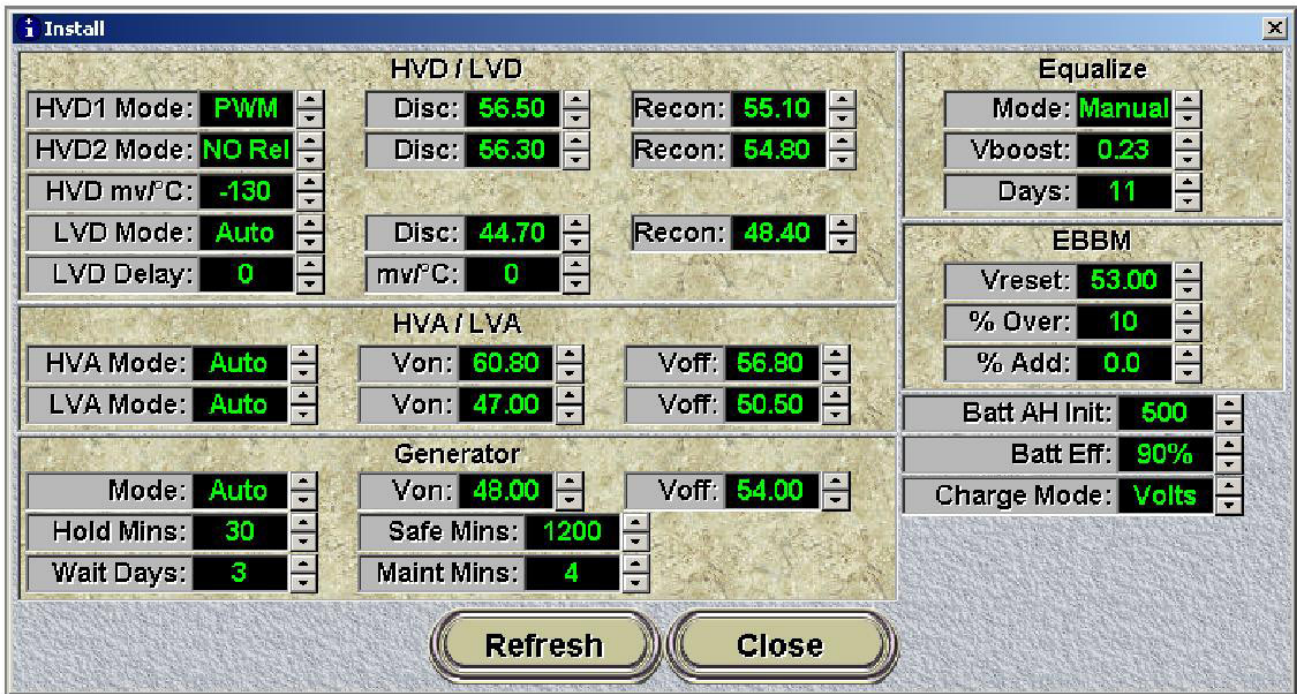 Install
HVD / LVD
HVD1 Mode: PWM Disc: 56.50 Recon: 55.10
HVD2 Mode: NO Rel Disc: 56.30 Recon: 54.80
HVD mv/°C: -130
LVD Mode: Auto Disc: 44.70 Recon: 48.40
LVD Delay: 0 mv/°C: 0
HVA / LVA
HVA Mode: Auto Von: 60.80 Voff: 56.80
LVA Mode: Auto Von: 47.00 Voff: 50.50
Generator
Mode: Auto Von: 48.00 Voff: 54.00
Hold Mins: 30 Safe Mins: 1200
Wait Days: 3 Maint Mins: 4
Equalize
Mode: Manual
Vboost: 0.23
Days: 11
EBBM
Vreset: 53.00
% Over: 10
% Add: 0.0
Batt AH Init: 500
Batt Eff: 90%
Charge Mode: Volts
Refresh Close